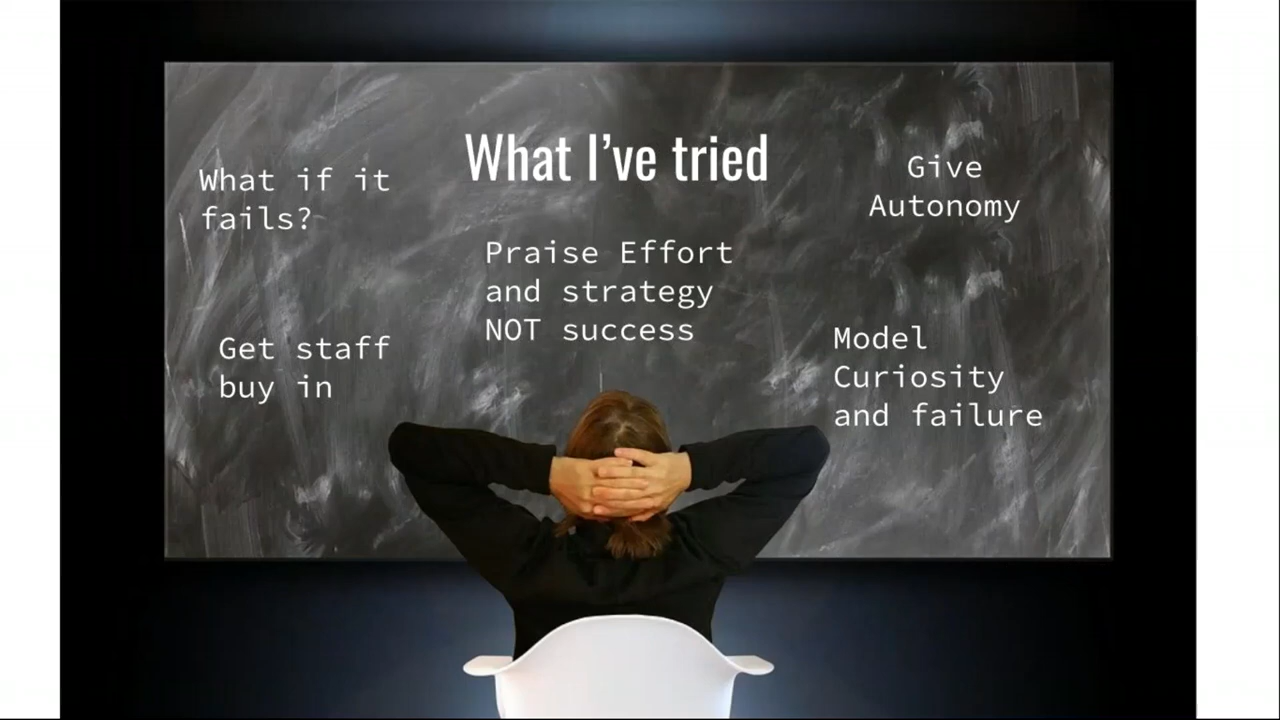 What I’ve tried
What if it
fails?
Give
Autonomy
Praise Effort
and strategy
NOT success
Get staff
buy in
Model
Curiosity
and failure